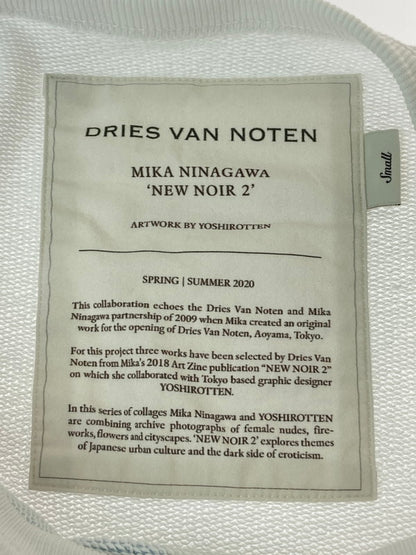 DRIES VAN NOTEN
MIKA NINAGAWA
'NEW NOIR 2'
ARTWORK BY YOSHIROTTEN
SPRING | SUMMER 2020
This collaboration echoes the Dries Van Noten and Mika
Ninagawa partnership of 2009 when Mika created an original
work for the opening of Dries Van Noten, Aoyama, Tokyo.
For this project three works have been selected by Dries Van
Noten from Mika's 2018 Art Zine publication "NEW NOIR 2"
on which she collaborated with Tokyo based graphic designer
YOSHIROTTEN.
In this series of collages Mika Ninagawa and YOSHIROTTEN
are combining archive photographs of female nudes, fire-
works, flowers and cityscapes. 'NEW NOIR 2' explores themes
of Japanese urban culture and the dark side of eroticism.
Small